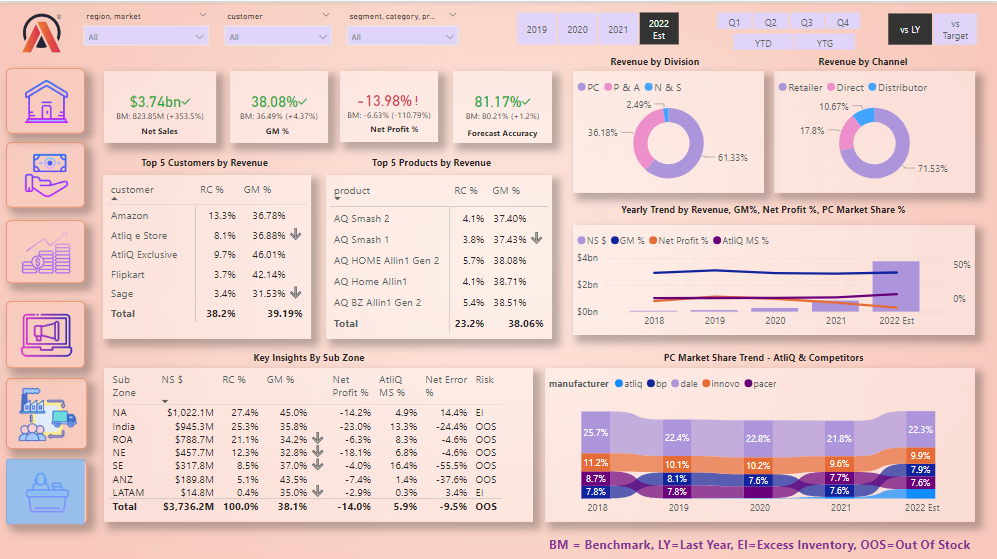 region, market
customer
segment, category, pr...
All
All
All
2019
2020
2021
2022 Est
Q1
Q2
Q3
Q4
YTD
YTG
vs LY
vs Target
$3.74bn✓
BM: 823.85M (+353.5%)
Net Sales
38.08%✓
BM: 36.49% (+4.37%)
GM %
-13.98%!
BM: -6.63% (-110.79%)
Net Profit %
81.17%✓
BM: 80.21% (+1.2%)
Forecast Accuracy
Revenue by Division
PC P & A N & S
2.49%
36.18%
61.33%
Revenue by Channel
Retailer Direct Distributor
10.67%
17.8%
71.53%
Top 5 Customers by Revenue
customer RC % GM %
Amazon 13.3% 36.78%
Atliq e Store 8.1% 36.88%
AtliQ Exclusive 9.7% 46.01%
Flipkart 3.7% 42.14%
Sage 3.4% 31.53%
Total 38.2% 39.19%
Top 5 Products by Revenue
product RC % GM %
AQ Smash 2 4.1% 37.40%
AQ Smash 1 3.8% 37.43%
AQ HOME Allin1 Gen 2 5.7% 38.08%
AQ Home Allin1 4.1% 38.71%
AQ BZ Allin1 Gen 2 5.4% 38.51%
Total 23.2% 38.06%
Yearly Trend by Revenue, GM%, Net Profit %, PC Market Share %
NS $ GM % Net Profit % AtliQ MS %
$4bn
$2bn
$0bn
50%
0%
2018 2019 2020 2021 2022 Est
Key Insights By Sub Zone
Sub Zone NS $ RC % GM % Net Profit % AtliQ MS % Net Error % Risk
NA $1,022.1M 27.4% 45.0% -14.2% 4.9% 14.4% EI
India $945.3M 25.3% 35.8% -23.0% 13.3% -24.4% OOS
ROA $788.7M 21.1% 34.2% -6.3% 8.3% -4.6% OOS
NE $457.7M 12.3% 32.8% -18.1% 6.8% -4.6% OOS
SE $317.8M 8.5% 37.0% -4.0% 16.4% -55.5% OOS
ANZ $189.8M 5.1% 43.5% -7.4% 1.4% -37.6% OOS
LATAM $14.8M 0.4% 35.0% -2.9% 0.3% 3.4% EI
Total $3,736.2M 100.0% 38.1% -14.0% 5.9% -9.5% OOS
PC Market Share Trend - AtliQ & Competitors
manufacturer atliq bp dale innovo pacer
25.7% 22.4% 22.8% 21.8% 22.3%
11.2% 10.1% 10.2% 9.6% 9.9%
8.7% 8.1% 7.6% 7.7% 7.9%
7.8% 7.8% 7.6% 7.6%
2018 2019 2020 2021 2022 Est
BM = Benchmark, LY=Last Year, EI=Excess Inventory, OOS=Out Of Stock